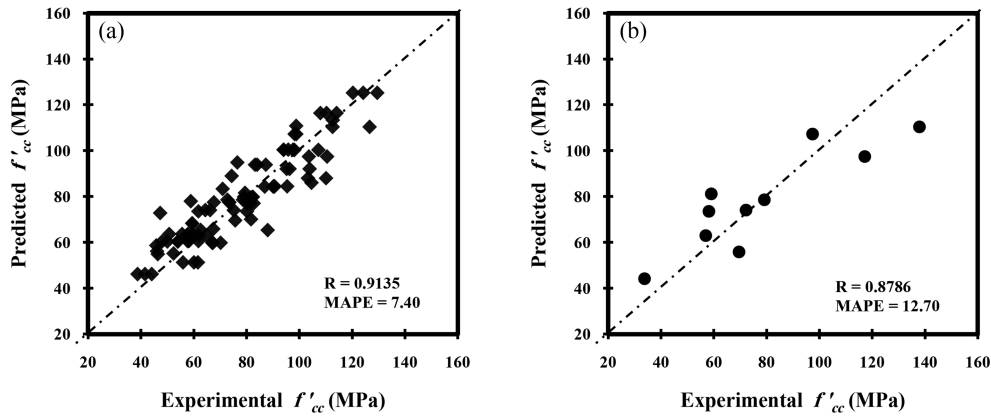 (a)
Predicted f'cc (MPa)
160
140
120
100
80
60
40
20
R = 0.9135
MAPE = 7.40
20 40 60 80 100 120 140 160
Experimental f'cc (MPa)
(b)
Predicted f'cc (MPa)
160
140
120
100
80
60
40
20
R = 0.8786
MAPE = 12.70
20 40 60 80 100 120 140 160
Experimental f'cc (MPa)